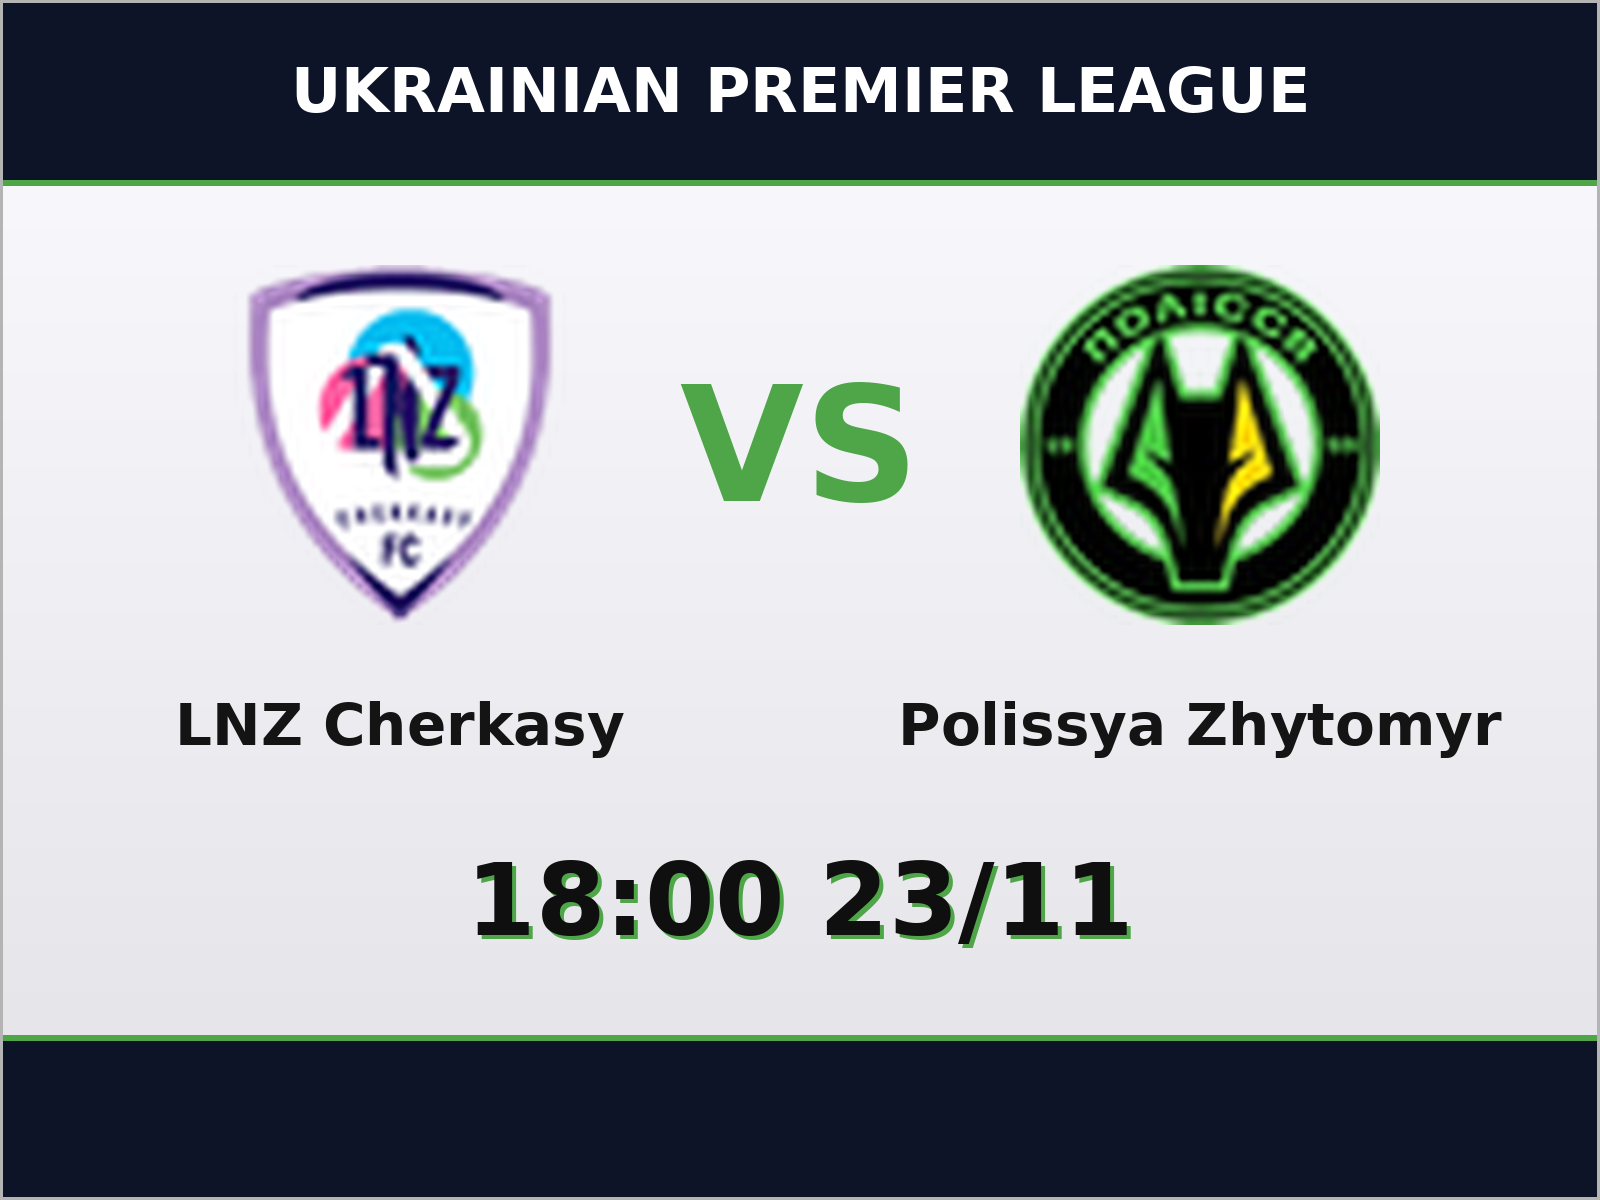 UKRAINIAN PREMIER LEAGUE
LNZ
CHERKASY
FC
VS
ПОЛІССЯ
LNZ Cherkasy
Polissya Zhytomyr
18:00 23/11